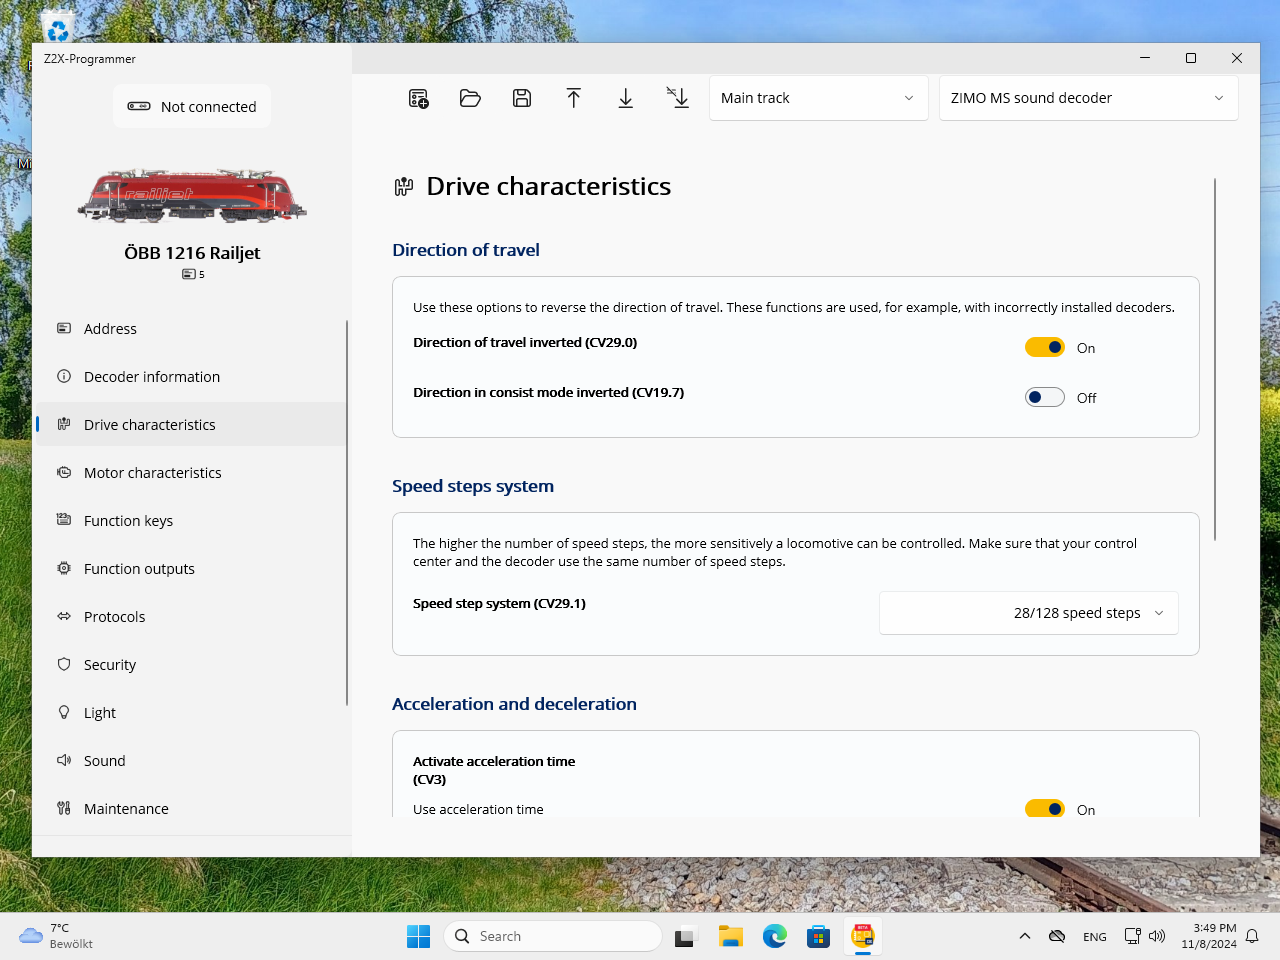 Z2X-Programmer
Not connected
railjet
ÖBB 1216 Railjet
5
Address
Decoder information
Drive characteristics
Motor characteristics
Function keys
Function outputs
Protocols
Security
Light
Sound
Maintenance
Main track
ZIMO MS sound decoder
Drive characteristics
Direction of travel
Use these options to reverse the direction of travel. These functions are used, for example, with incorrectly installed decoders.
Direction of travel inverted (CV29.0)
On
Direction in consist mode inverted (CV19.7)
Off
Speed steps system
The higher the number of speed steps, the more sensitively a locomotive can be controlled. Make sure that your control
center and the decoder use the same number of speed steps.
Speed step system (CV29.1)
28/128 speed steps
Acceleration and deceleration
Activate acceleration time
(CV3)
Use acceleration time
On
7°C
Bewölkt
Search
BETA
ENG
3:49 PM
11/8/2024